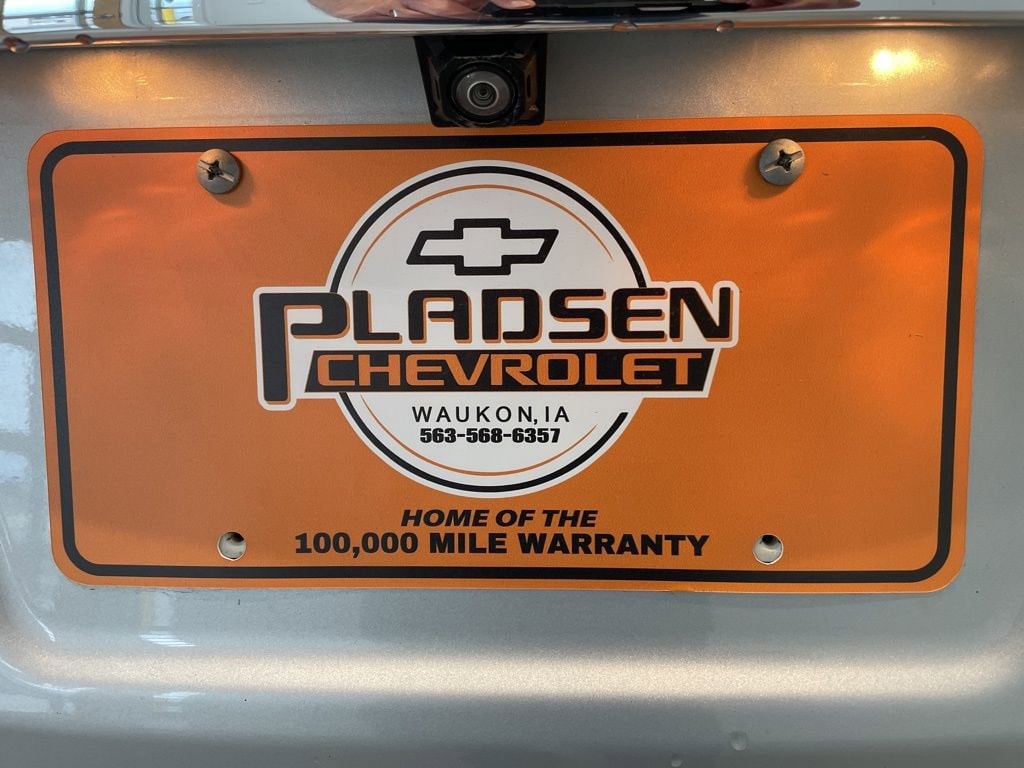 PLADSEN
CHEVROLET
WAUKON, IA
563-568-6357
HOME OF THE
100,000 MILE WARRANTY